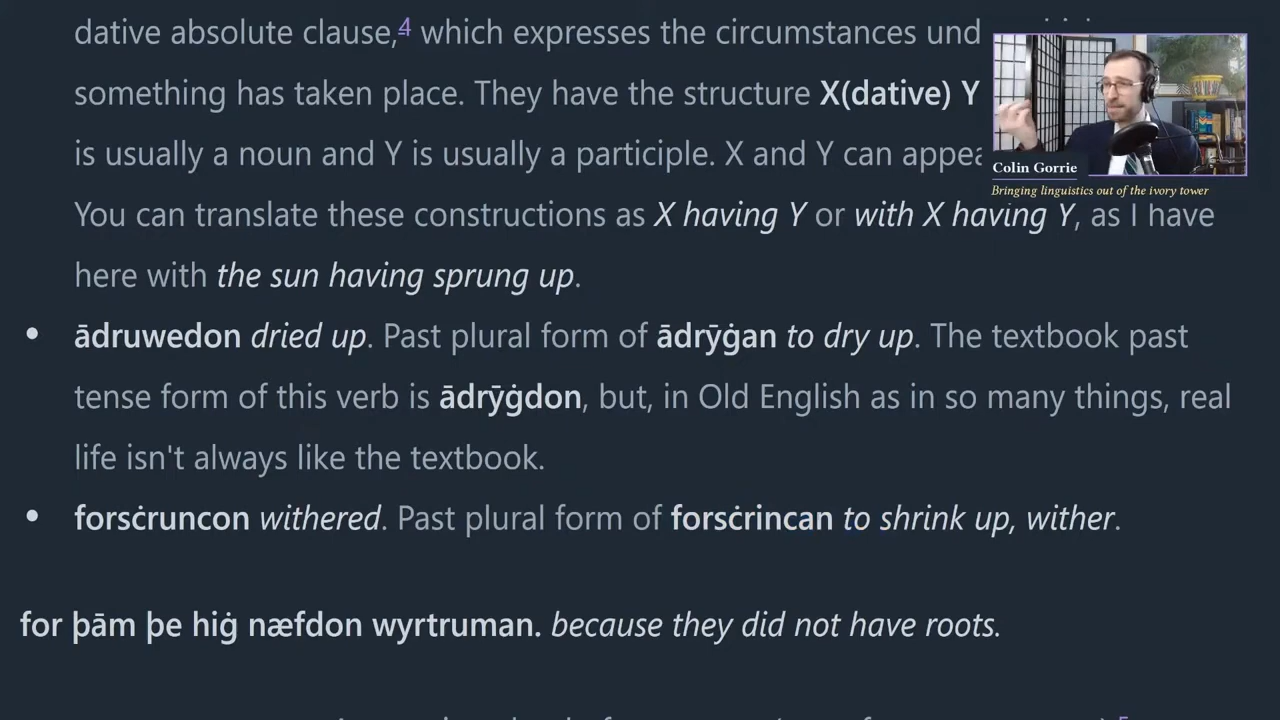 dative absolute clause,4 which expresses the circumstances und
something has taken place. They have the structure X(dative) Y
is usually a noun and Y is usually a participle. X and Y can appea
Colin Gorrie
Bringing linguistics out of the ivory tower
You can translate these constructions as X having Y or with X having Y, as I have
here with the sun having sprung up.
• ādruwedon dried up. Past plural form of ādrȳġan to dry up. The textbook past
tense form of this verb is ādrȳġdon, but, in Old English as in so many things, real
life isn't always like the textbook.
• forsċruncon withered. Past plural form of forsċrincan to shrink up, wither.
for þām þe hiġ næfdon wyrtruman. because they did not have roots.